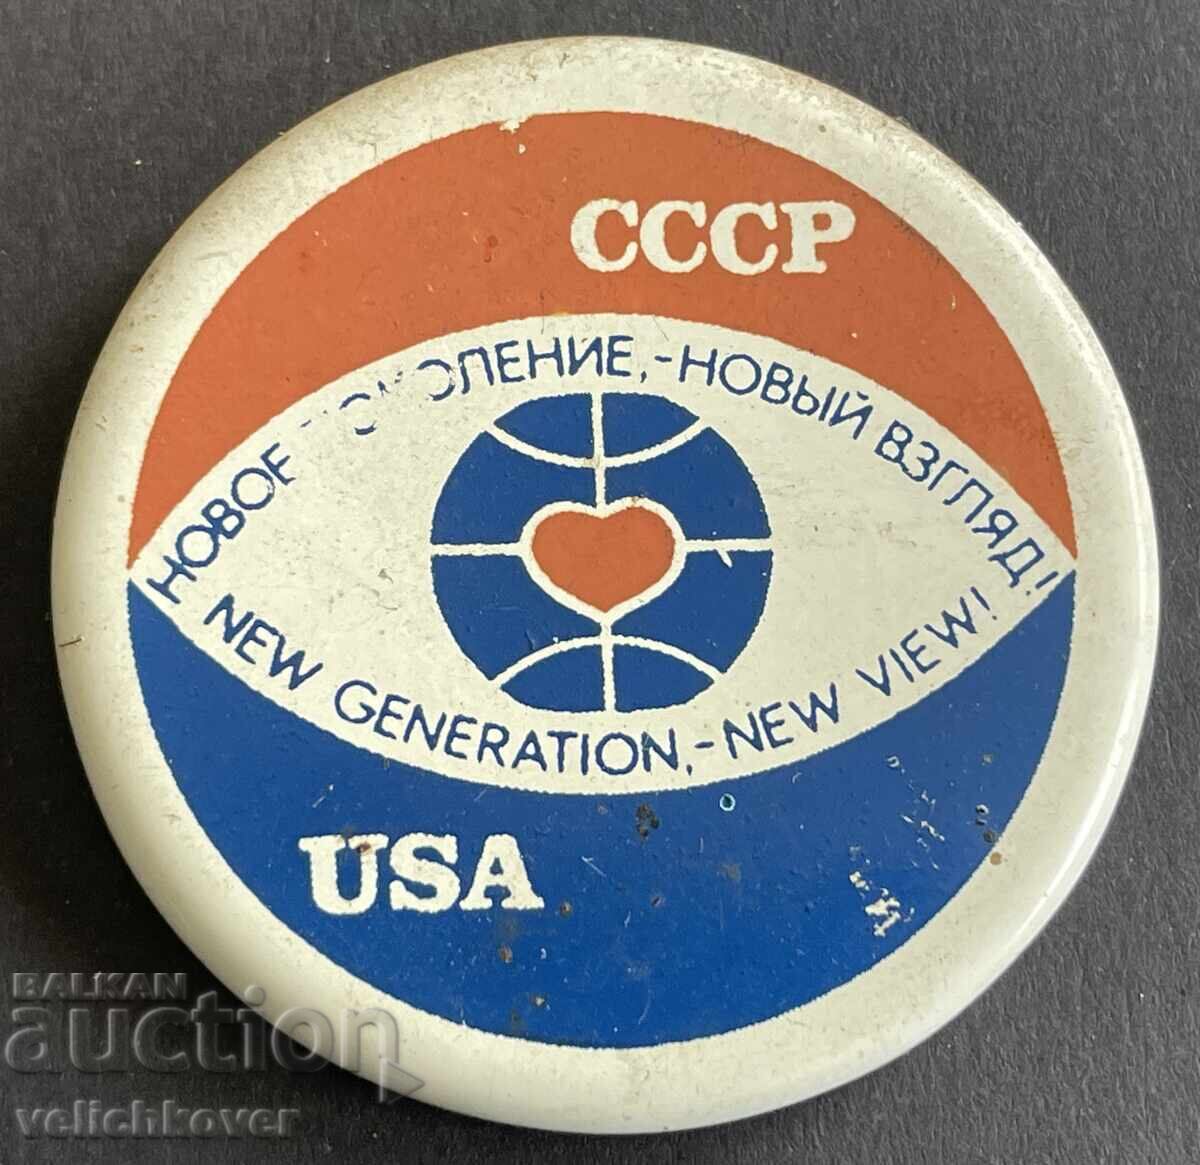 СССР
НОВОЕ ПОКОЛЕНИЕ,-НОВЫЙ ВЗГЛЯД!
NEW GENERATION,-NEW VIEW!
USA
BALKAN
auction
velichkover